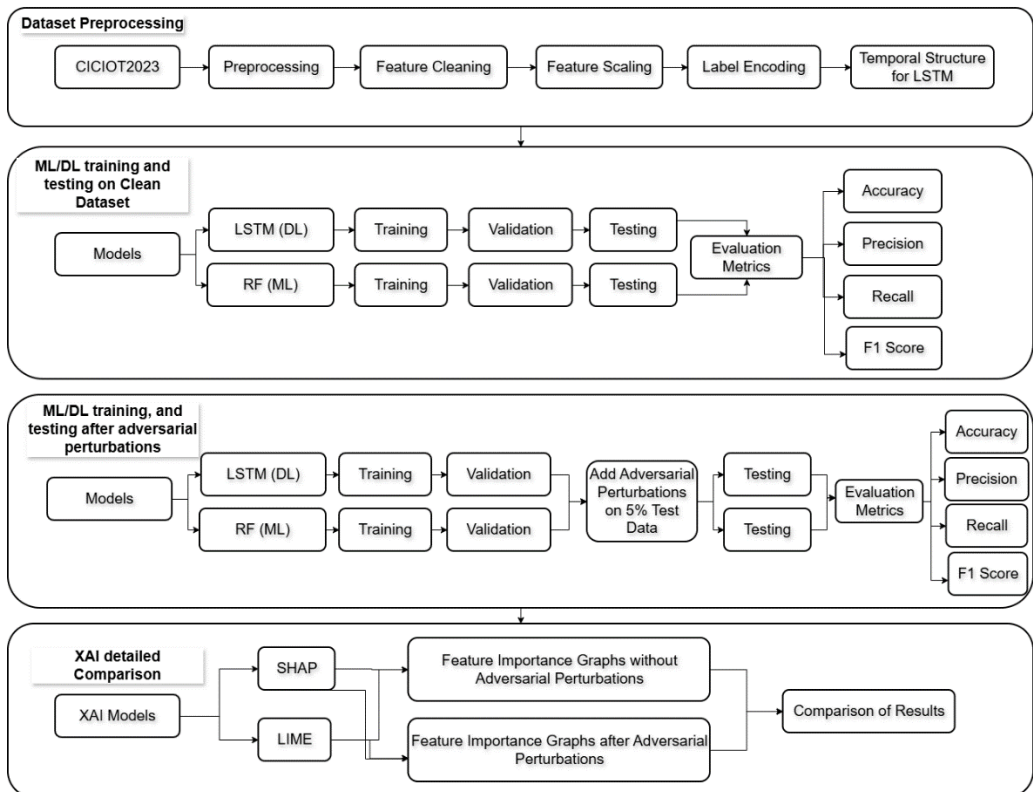 Dataset Preprocessing
CICIOT2023
Preprocessing
Feature Cleaning
Feature Scaling
Label Encoding
Temporal Structure
for LSTM
ML/DL training and
testing on Clean
Dataset
Models
LSTM (DL)
Training
Validation
Testing
RF (ML)
Training
Validation
Testing
Evaluation
Metrics
Accuracy
Precision
Recall
F1 Score
ML/DL training, and
testing after adversarial
perturbations
Models
LSTM (DL)
Training
Validation
RF (ML)
Training
Validation
Add Adversarial
Perturbations
on 5% Test
Data
Testing
Testing
Evaluation
Metrics
Accuracy
Precision
Recall
F1 Score
XAI detailed
Comparison
XAI Models
SHAP
LIME
Feature Importance Graphs without
Adversarial Perturbations
Feature Importance Graphs after Adversarial
Perturbations
Comparison of Results